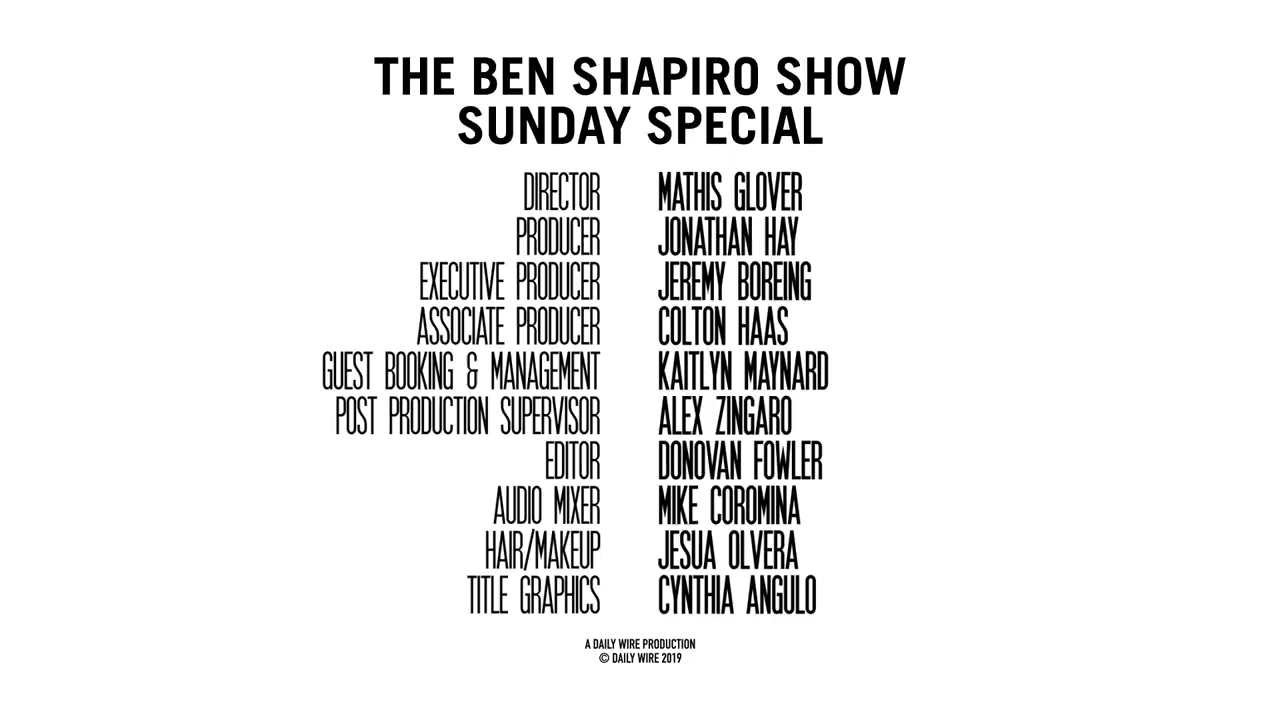 THE BEN SHAPIRO SHOW
SUNDAY SPECIAL
DIRECTOR MATHIS GLOVER
PRODUCER JONATHAN HAY
EXECUTIVE PRODUCER JEREMY BOREING
ASSOCIATE PRODUCER COLTON HAAS
GUEST BOOKING & MANAGEMENT KAITLYN MAYNARD
POST PRODUCTION SUPERVISOR ALEX ZINGARO
EDITOR DONOVAN FOWLER
AUDIO MIXER MIKE COROMINA
HAIR/MAKEUP JESUA OLVERA
TITLE GRAPHICS CYNTHIA ANGULO
A DAILY WIRE PRODUCTION
© DAILY WIRE 2019